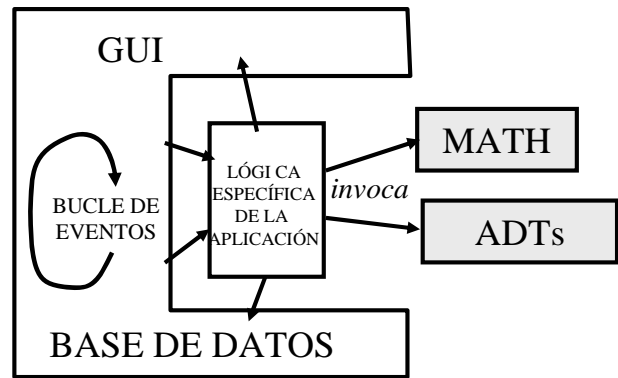 GUI
MATH
LÓGI CA
ESPECÍFICA
DE LA
APLICACIÓN
invoca
BUCLE DE
EVENTOS
ADTs
BASE DE DATOS